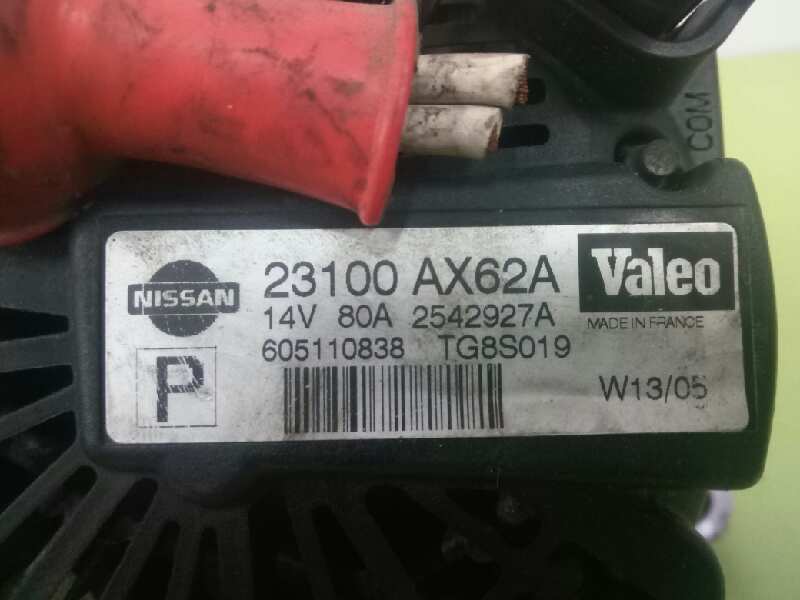 COM
NISSAN
23100 AX62A
Valeo
14V 80A 2542927A
MADE IN FRANCE
605110838 TG8S019
P
W13/05